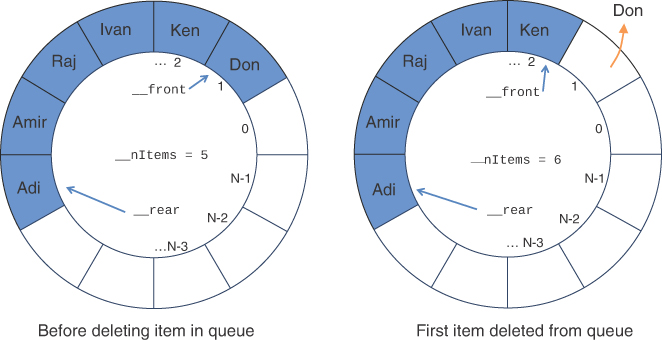 Ivan
Ken
Raj
Don
Amir
Adi
... 2
1
0
N-1
N-2
...N-3
__front
__nItems = 5
__rear
Before deleting item in queue
Don
Ivan
Ken
Raj
Amir
Adi
... 2
1
0
N-1
N-2
... N-3
__front
__nItems = 6
__rear
First item deleted from queue